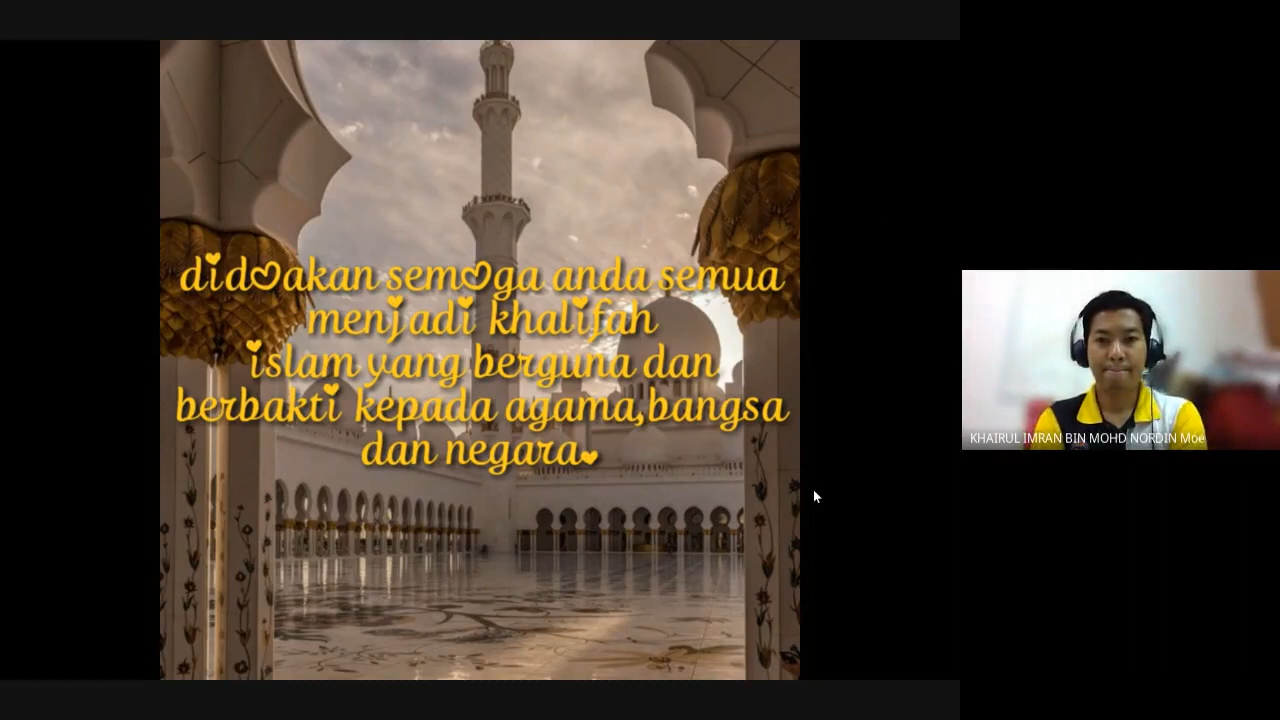 didoakan semoga anda semua
menjadi khalifah
islam yang berguna dan
berbakti kepada agama,bangsa
dan negara
KHAIRUL IMRAN BIN MOHD NORDIN Moe